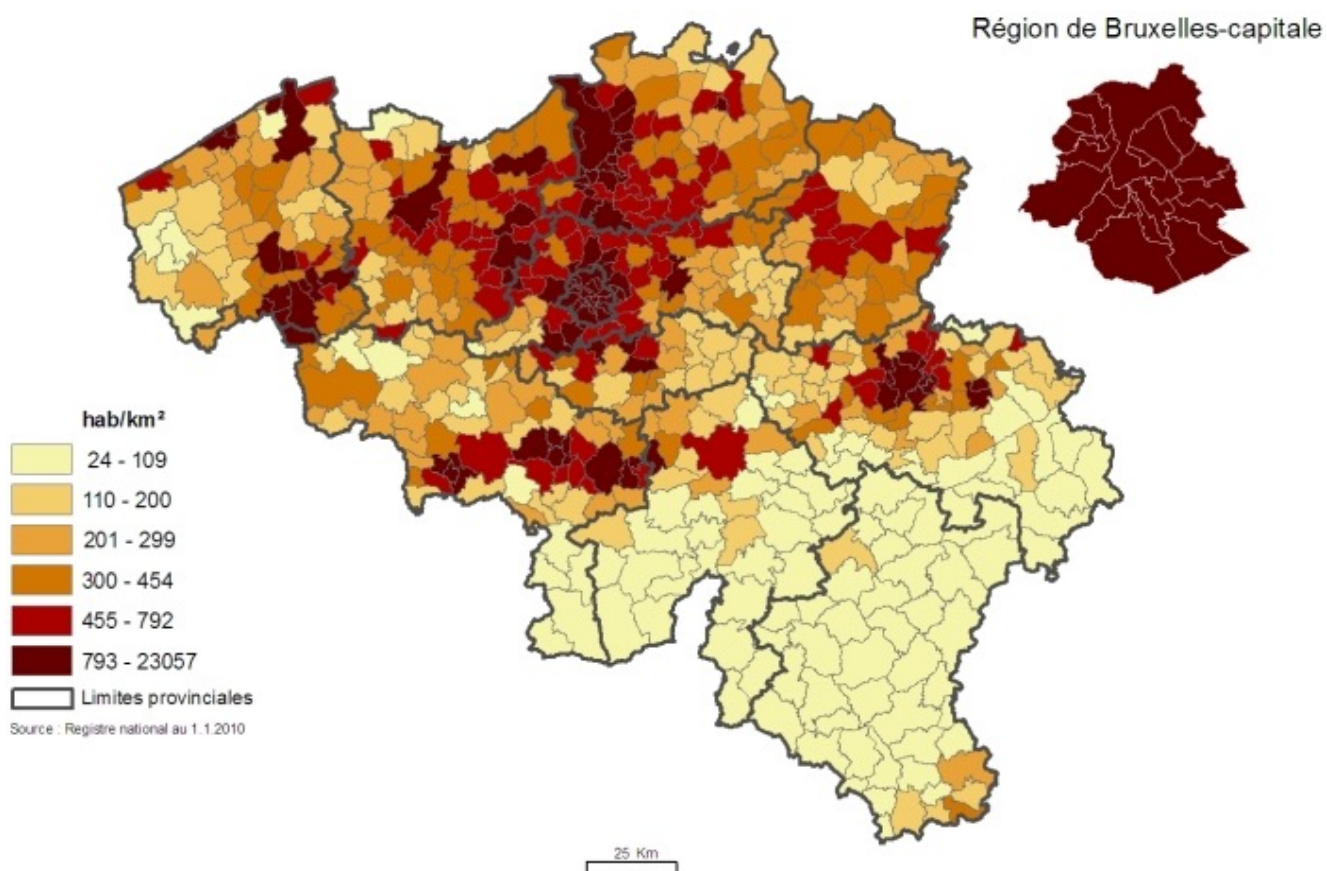 Région de Bruxelles-capitale
hab/km²
24 - 109
110 - 200
201 - 299
300 - 454
455 - 792
793 - 23057
Limites provinciales
Source : Registre national au 1.1.2010
25 Km